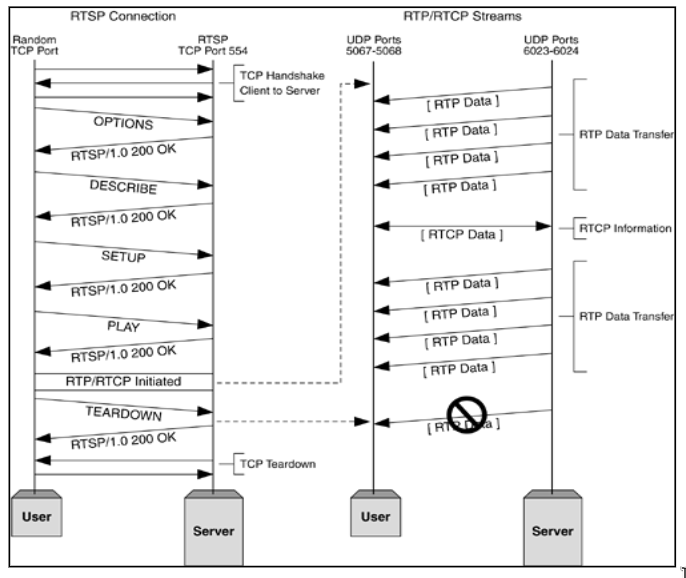 RTSP Connection
RTP/RTCP Streams
Random
TCP Port
RTSP
TCP Port 554
UDP Ports
5067-5068
UDP Ports
6023-6024
TCP Handshake
Client to Server
OPTIONS
RTSP/1.0 200 OK
DESCRIBE
RTSP/1.0 200 OK
SETUP
RTSP/1.0 200 OK
PLAY
RTSP/1.0 200 OK
RTP/RTCP Initiated
TEARDOWN
RTSP/1.0 200 OK
TCP Teardown
User
Server
[ RTP Data ]
[ RTP Data ]
[ RTP Data ]
[ RTP Data ]
RTP Data Transfer
[ RTCP Data ]
RTCP Information
[ RTP Data ]
[ RTP Data ]
[ RTP Data ]
[ RTP Data ]
RTP Data Transfer
[ RTP Data ]
User
Server